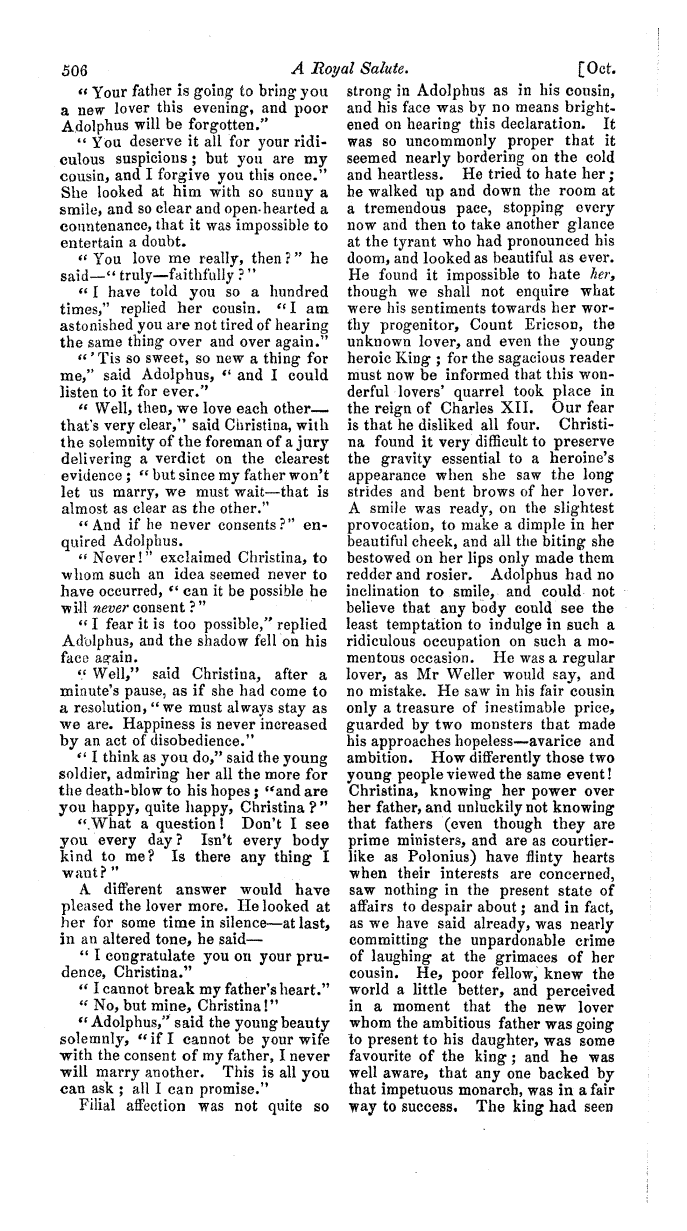 506 A Royal Salute. [Oct.
“ Your father is going to bring you
a new lover this evening, and poor
Adolphus will be forgotten.”
“ You deserve it all for your ridi-
culous suspicions ; but you are my
cousin, and I forgive you this once.”
She looked at him with so sunny a
smile, and so clear and open-hearted a
countenance, that it was impossible to
entertain a doubt.
“ You love me really, then ? ” he
said—“ truly—faithfully ? ”
“ I have told you so a hundred
times,” replied her cousin. “ I am
astonished you are not tired of hearing
the same thing over and over again.”
“ ’Tis so sweet, so new a thing for
me,” said Adolphus, “ and I could
listen to it for ever.”
“ Well, then, we love each other—
that’s very clear,” said Christina, with
the solemnity of the foreman of a jury
delivering a verdict on the clearest
evidence ; “ but since my father won’t
let us marry, we must wait—that is
almost as clear as the other.”
“ And if he never consents ? ” en-
quired Adolphus.
“ Never ! ” exclaimed Christina, to
whom such an idea seemed never to
have occurred, “ can it be possible he
will never consent ? ”
“ I fear it is too possible,” replied
Adolphus, and the shadow fell on his
face again.
“ Well,” said Christina, after a
minute’s pause, as if she had come to
a resolution, “ we must always stay as
we are. Happiness is never increased
by an act of disobedience.”
“ I think as you do,” said the young
soldier, admiring her all the more for
the death-blow to his hopes ; “ and are
you happy, quite happy, Christina ? ”
“ What a question ! Don’t I see
you every day ? Isn’t every body
kind to me ? Is there any thing I
want ? ”
A different answer would have
pleased the lover more. He looked at
her for some time in silence—at last,
in an altered tone, he said—
“ I congratulate you on your pru-
dence, Christina.”
“ I cannot break my father’s heart.”
“ No, but mine, Christina ! ”
“ Adolphus,” said the young beauty
solemnly, “ if I cannot be your wife
with the consent of my father, I never
will marry another. This is all you
can ask ; all I can promise.”
Filial affection was not quite so
strong in Adolphus as in his cousin,
and his face was by no means bright-
ened on hearing this declaration. It
was so uncommonly proper that it
seemed nearly bordering on the cold
and heartless. He tried to hate her ;
he walked up and down the room at
a tremendous pace, stopping every
now and then to take another glance
at the tyrant who had pronounced his
doom, and looked as beautiful as ever.
He found it impossible to hate her,
though we shall not enquire what
were his sentiments towards her wor-
thy progenitor, Count Ericson, the
unknown lover, and even the young
heroic King ; for the sagacious reader
must now be informed that this won-
derful lovers’ quarrel took place in
the reign of Charles XII. Our fear
is that he disliked all four. Christi-
na found it very difficult to preserve
the gravity essential to a heroine’s
appearance when she saw the long
strides and bent brows of her lover.
A smile was ready, on the slightest
provocation, to make a dimple in her
beautiful cheek, and all the biting she
bestowed on her lips only made them
redder and rosier. Adolphus had no
inclination to smile, and could not
believe that any body could see the
least temptation to indulge in such a
ridiculous occupation on such a mo-
mentous occasion. He was a regular
lover, as Mr Weller would say, and
no mistake. He saw in his fair cousin
only a treasure of inestimable price,
guarded by two monsters that made
his approaches hopeless—avarice and
ambition. How differently those two
young people viewed the same event !
Christina, knowing her power over
her father, and unluckily not knowing
that fathers (even though they are
prime ministers, and are as courtier-
like as Polonius) have flinty hearts
when their interests are concerned,
saw nothing in the present state of
affairs to despair about ; and in fact,
as we have said already, was nearly
committing the unpardonable crime
of laughing at the grimaces of her
cousin. He, poor fellow, knew the
world a little better, and perceived
in a moment that the new lover
whom the ambitious father was going
to present to his daughter, was some
favourite of the king ; and he was
well aware, that any one backed by
that impetuous monarch, was in a fair
way to success. The king had seen